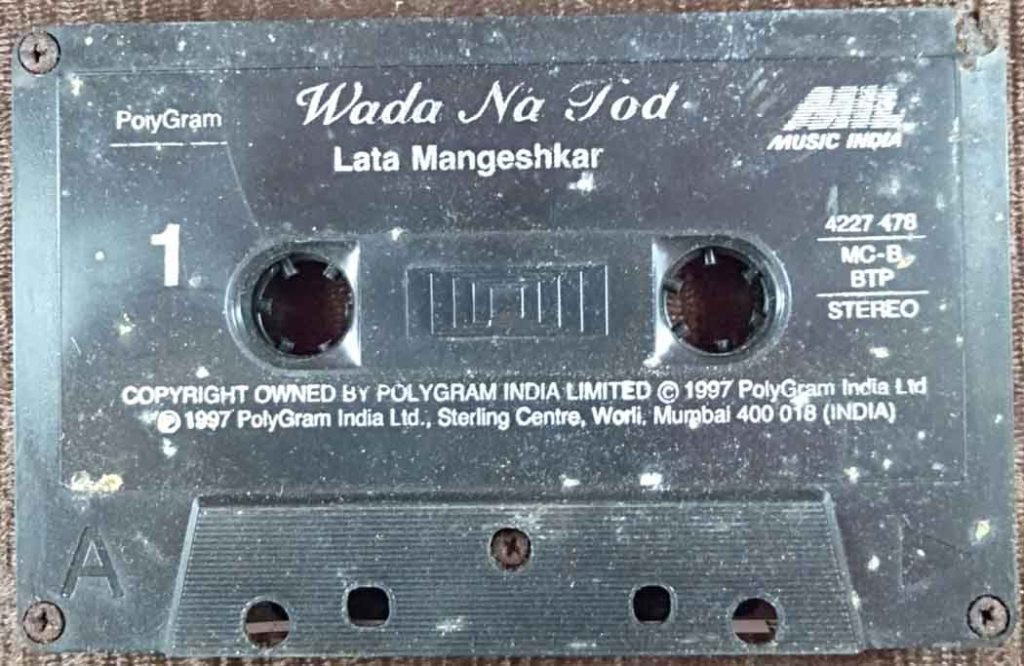 PolyGram
Wada Na Tod
Lata Mangeshkar
MIL
MUSIC INDIA
1
4227 478
MC-B
BTP
STEREO
COPYRIGHT OWNED BY POLYGRAM INDIA LIMITED © 1997 PolyGram India Ltd
℗ 1997 PolyGram India Ltd., Sterling Centre, Worli, Mumbai 400 018 (INDIA)
A